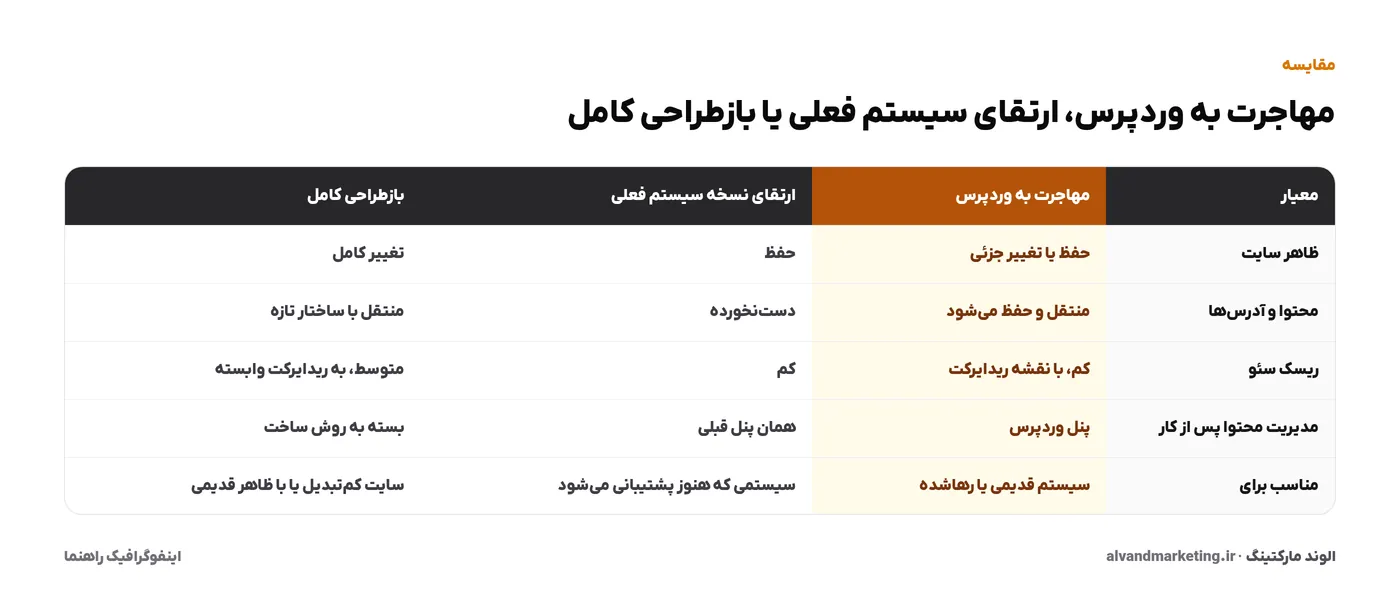 مقایسه
مهاجرت به وردپرس، ارتقای سیستم فعلی یا بازطراحی کامل
معیار مهاجرت به وردپرس ارتقای نسخه سیستم فعلی بازطراحی کامل
ظاهر سایت حفظ یا تغییر جزئی حفظ تغییر کامل
محتوا و آدرس‌ها منتقل و حفظ می‌شود دست‌نخورده منتقل با ساختار تازه
ریسک سئو کم، با نقشه ریدایرکت کم متوسط، به ریدایرکت وابسته
مدیریت محتوا پس از کار پنل وردپرس همان پنل قبلی بسته به روش ساخت
مناسب برای سیستم قدیمی یا رهاشده سیستمی که هنوز پشتیبانی می‌شود سایت کم‌تبدیل یا با ظاهر قدیمی
الوند مارکتینگ · alvandmarketing.ir اینفوگرافیک راهنما